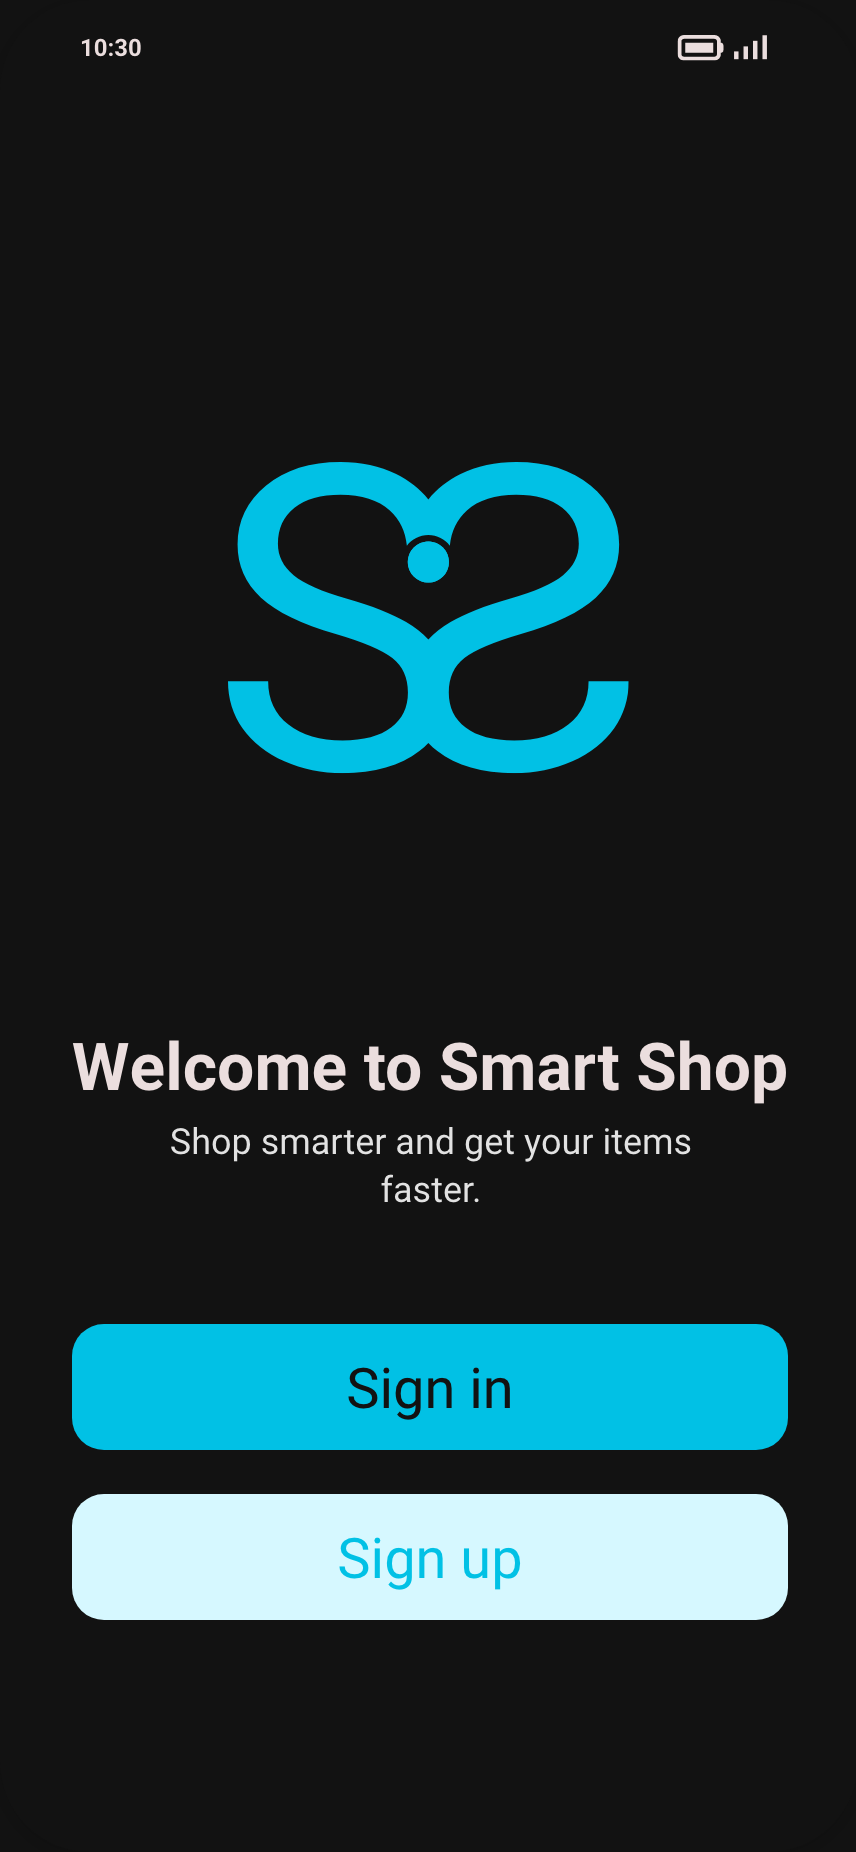 10:30
Welcome to Smart Shop
Shop smarter and get your items
faster.
Sign in
Sign up